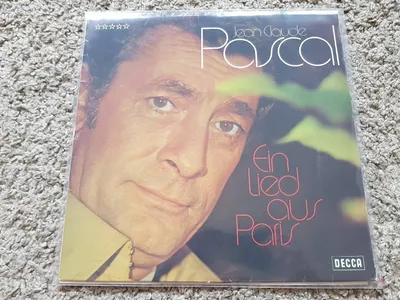 Jean Claude
Pascal
Ein
Lied
aus
Paris
DECCA